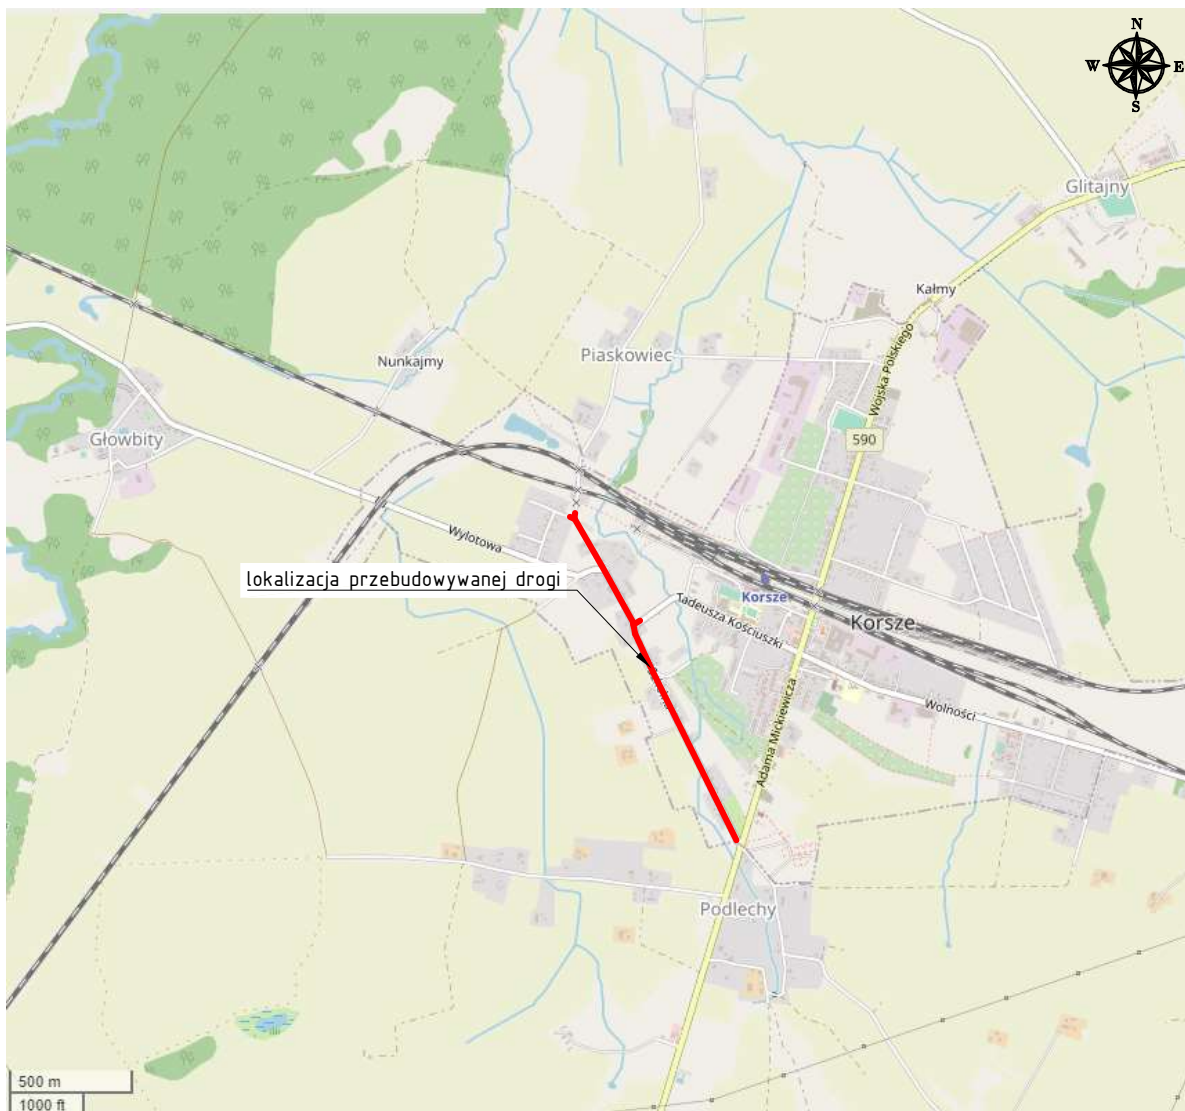 N
W E
S
Glitajny
Kałmy
Wojska Polskiego
Piaskowiec
Nunkajmy
Głowbity
590
Wylotowa
lokalizacja przebudowywanej drogi
Korsze
Tadeusza Kościuszki
Korsze
Wolności
Adama Mickiewicza
Podlechy
500 m
1000 ft